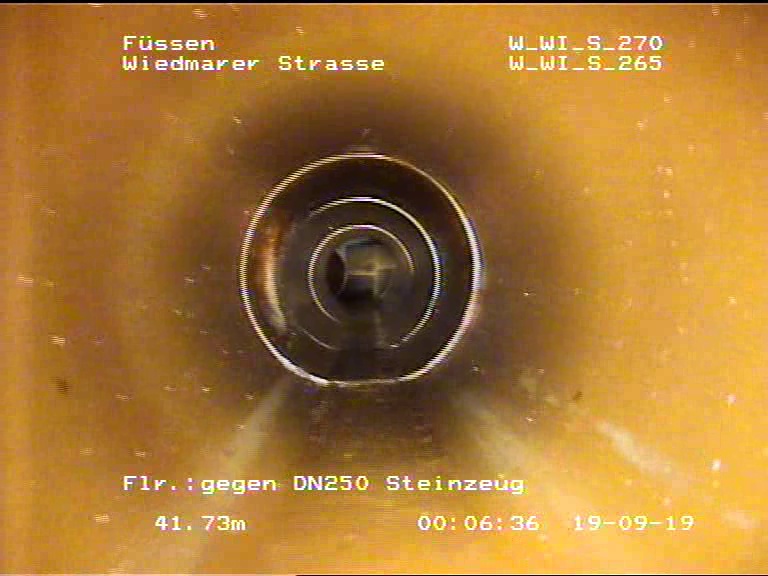 Füssen W_WI_S_270
Wiedmarer Strasse W_WI_S_265
Flr.:gegen DN250 Steinzeug
41.73m 00:06:36 19-09-19